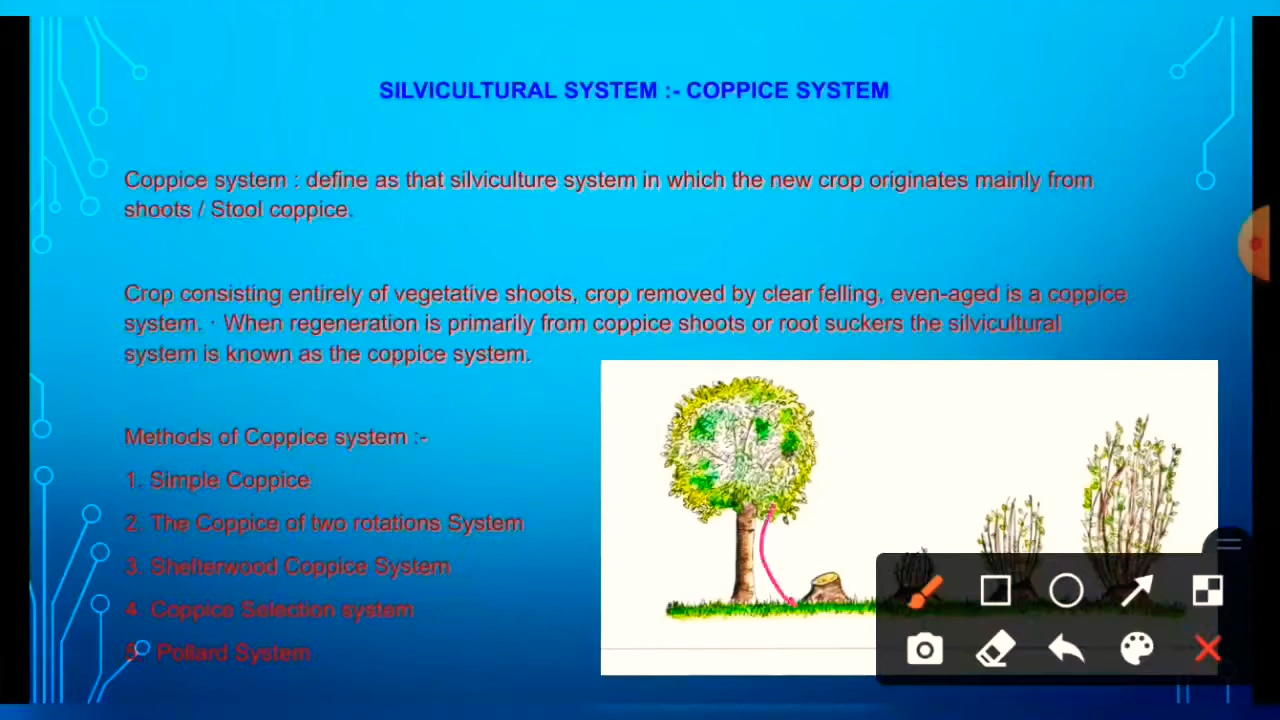 SILVICULTURAL SYSTEM :- COPPICE SYSTEM
Coppice system : define as that silviculture system in which the new crop originates mainly from
shoots / Stool coppice.
Crop consisting entirely of vegetative shoots, crop removed by clear felling, even-aged is a coppice
system. · When regeneration is primarily from coppice shoots or root suckers the silvicultural
system is known as the coppice system.
Methods of Coppice system :-
1. Simple Coppice
2. The Coppice of two rotations System
3. Shelterwood Coppice System
4. Coppice Selection system
5. Pollard System